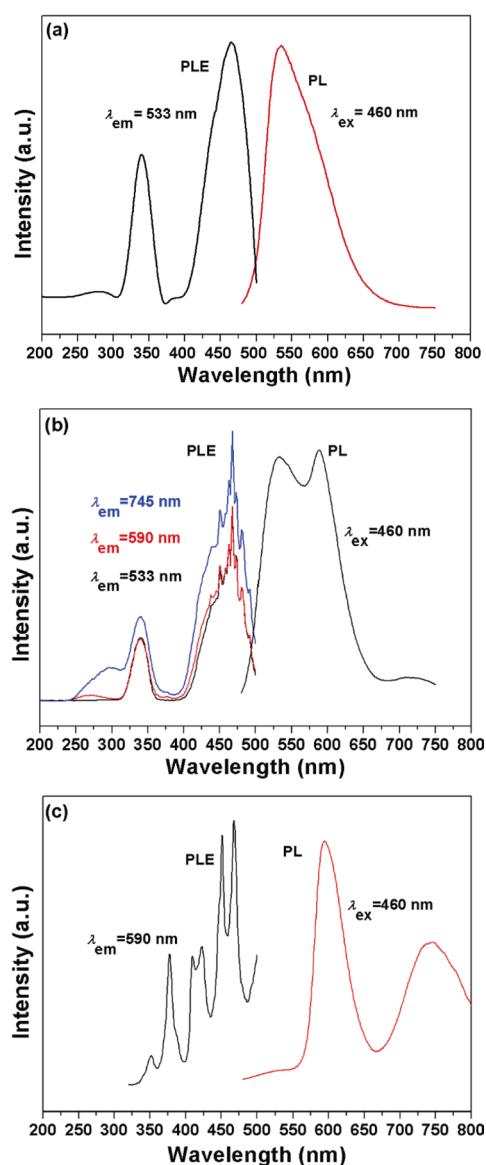 (a)
PLE
PL
λem = 533 nm
λex = 460 nm
Intensity (a.u.)
200 250 300 350 400 450 500 550 600 650 700 750 800
Wavelength (nm)
(b)
PLE
PL
λem=745 nm
λem=590 nm
λem=533 nm
λex=460 nm
Intensity (a.u.)
200 250 300 350 400 450 500 550 600 650 700 750 800
Wavelength (nm)
(c)
PLE
PL
λem=590 nm
λex=460 nm
Intensity (a.u.)
200 250 300 350 400 450 500 550 600 650 700 750 800
Wavelength (nm)